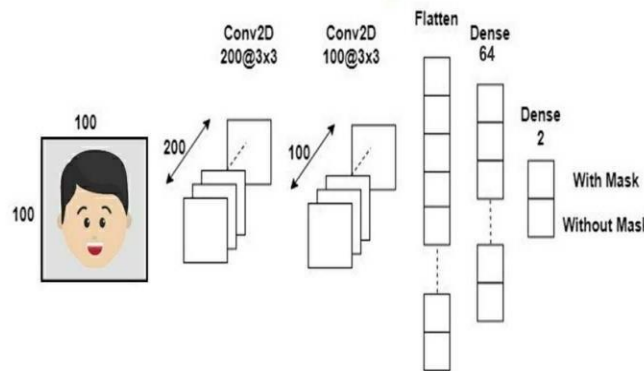 Conv2D
200@3x3
Conv2D
100@3x3
Flatten
Dense
64
Dense
2
100
100
200
100
With Mask
Without Mask